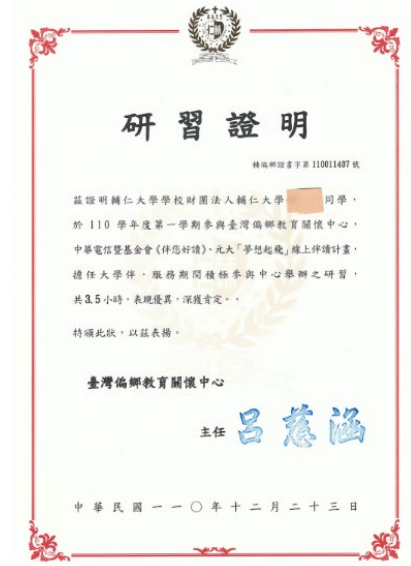 研習證明
輔偏鄉證書字第 110011407 號
茲證明輔仁大學學校財團法人輔仁大學 同學，
於 110 學年度第一學期參與臺灣偏鄉教育關懷中心，
中華電信暨基金會《伴您好讀》、元大「夢想起飛」線上伴讀計畫，
擔任大學伴，服務期間積極參與中心舉辦之研習，
共3.5小時，表現優異，深獲肯定。。
特頒此狀，以茲表揚。
臺灣偏鄉教育關懷中心
主任 呂慈涵
中華民國一一〇年十二月二十三日